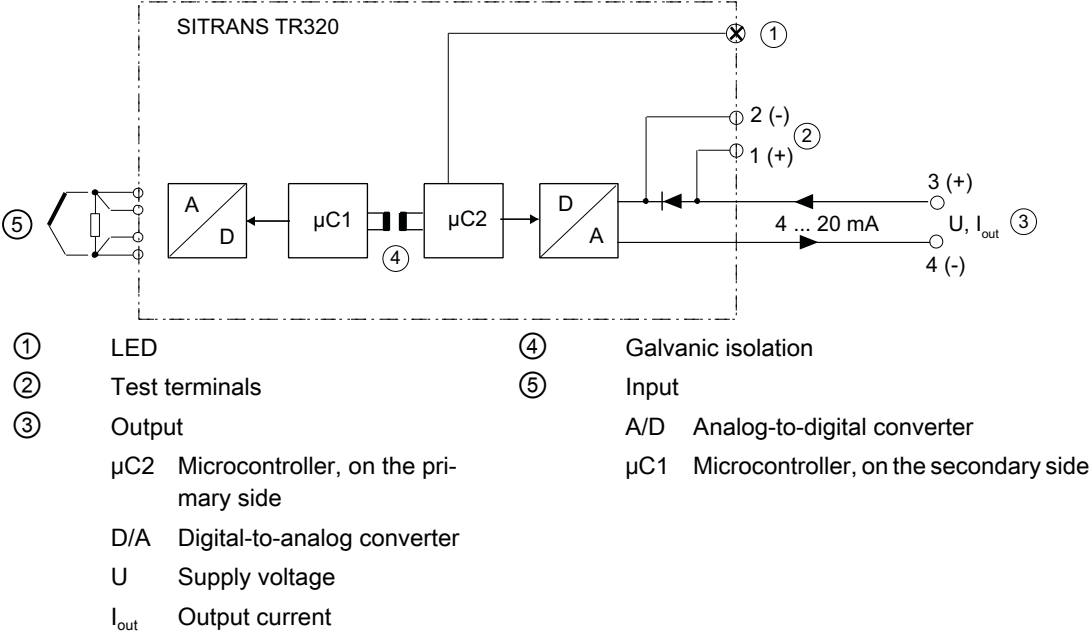 SITRANS TR320
①
2 (-)
②
1 (+)
3 (+)
A
D
µC1
µC2
D
A
4 ... 20 mA
U, Iout ③
⑤
④
4 (-)
① LED
② Test terminals
③ Output
µC2 Microcontroller, on the pri-
mary side
D/A Digital-to-analog converter
U Supply voltage
Iout Output current
④ Galvanic isolation
⑤ Input
A/D Analog-to-digital converter
µC1 Microcontroller, on the secondary side